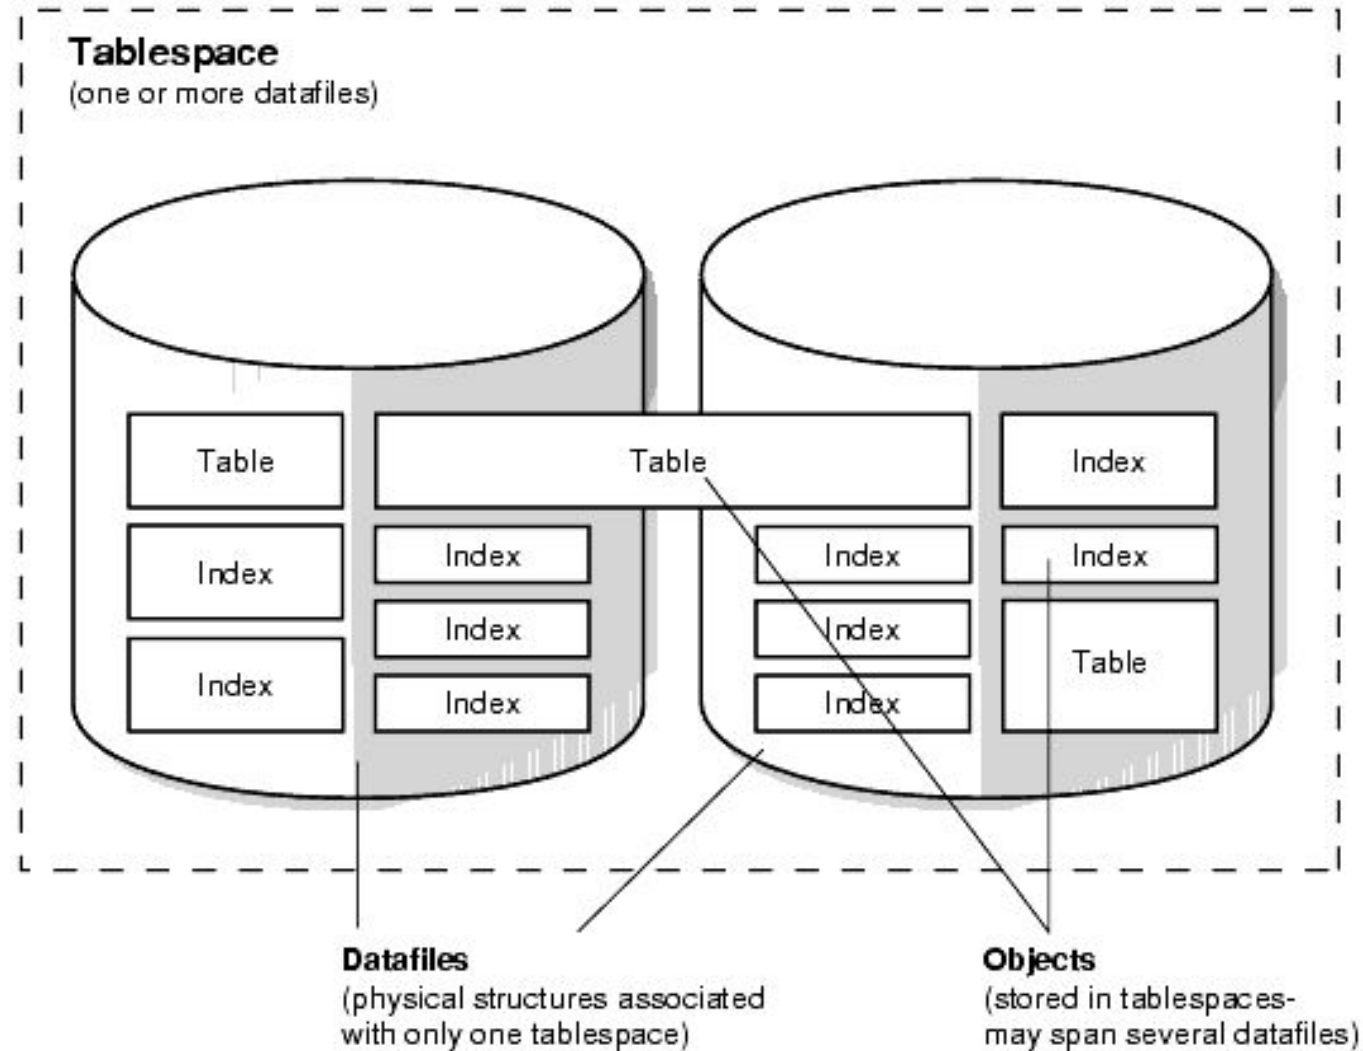 Tablespace
(one or more datafiles)
Table
Table
Index
Index
Index
Index
Index
Index
Index
Index
Index
Index
Table
Datafiles
(physical structures associated
with only one tablespace)
Objects
(stored in tablespaces-
may span several datafiles)